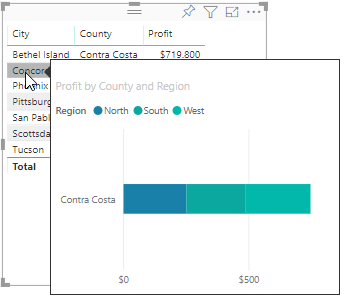 City County Profit
Bethel Island Contra Costa $719.800
Concor
Phoenix
Pittsburg
San Pabl
Scottsda
Tucson
Total
Profit by County and Region
Region North South West
Contra Costa
$0 $500